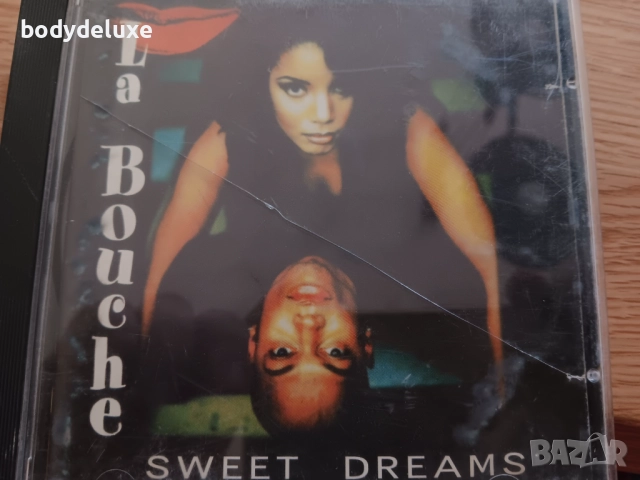 bodydeluxe
La
Bouche
SWEET DREAMS
BAZAR